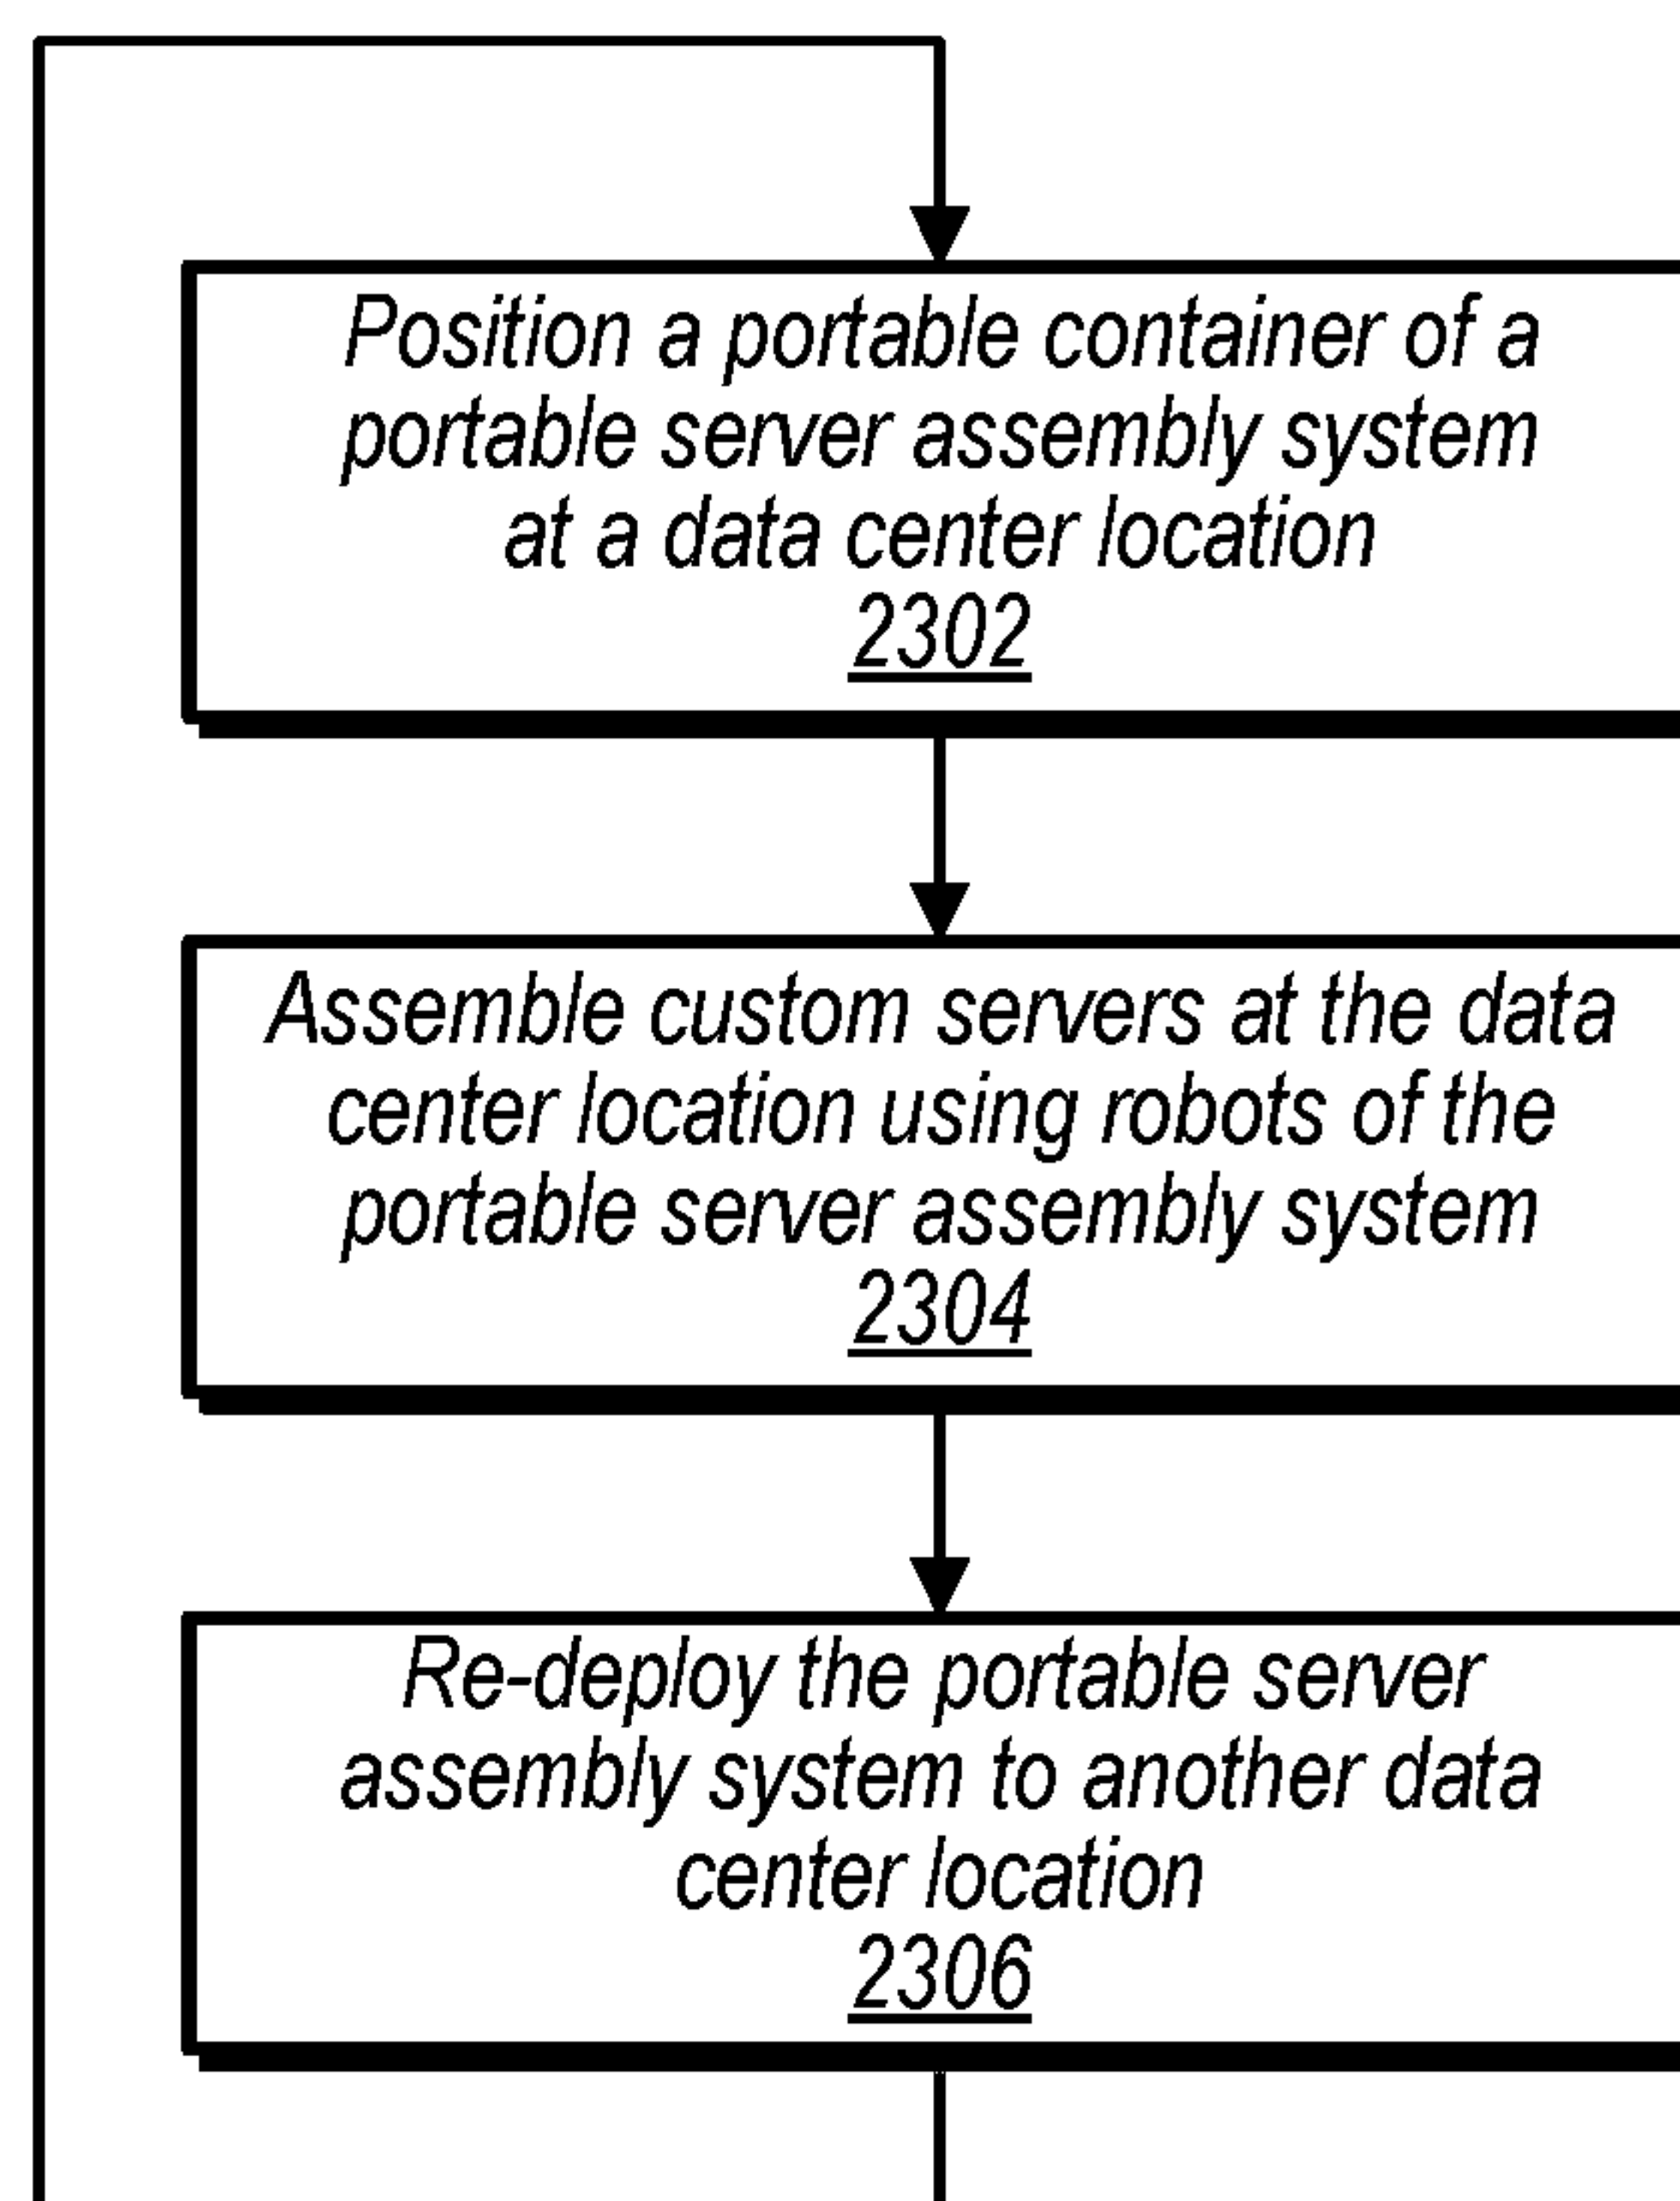 Position a portable container of a
portable server assembly system
at a data center location
2302
Assemble custom servers at the data
center location using robots of the
portable server assembly system
2304
Re-deploy the portable server
assembly system to another data
center location
2306